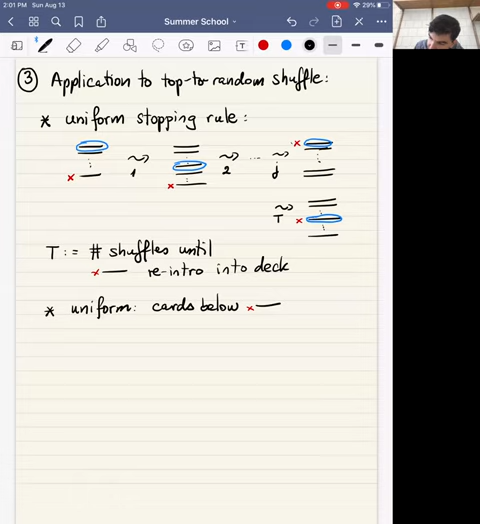 2:01 PM Sun Aug 13
29%
Summer School
③ Application to top-to random shuffle:
* uniform stopping rule:
x
x
x
1
2
...
j
T
x
T := # shuffles until
x — re-intro into deck
* uniform: cards below x —